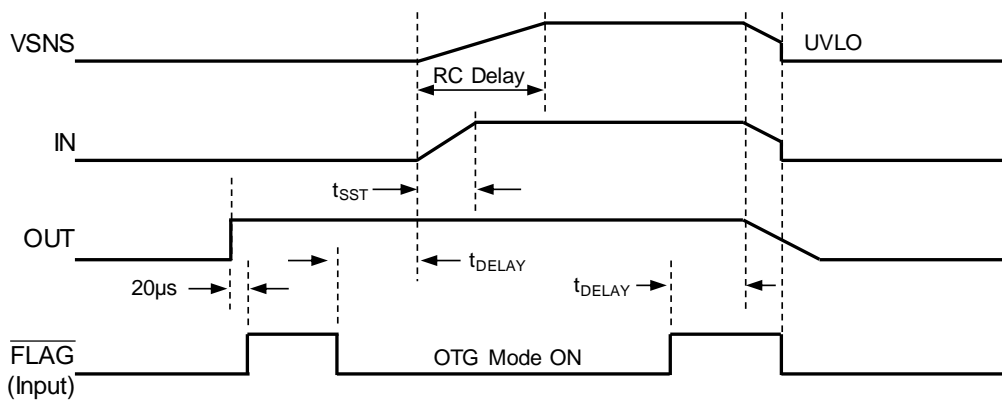 VSNS
UVLO
RC Delay
IN
tSST
OUT
tDELAY
20µs
tDELAY
FLAG
OTG Mode ON
(Input)